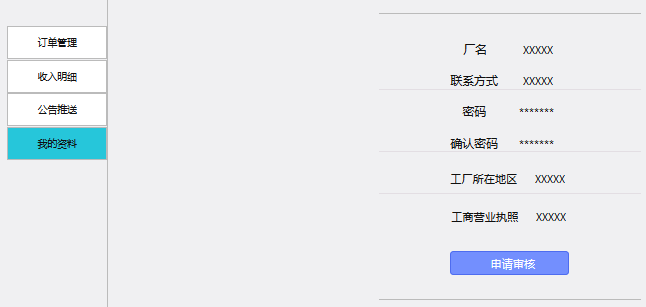 订单管理
收入明细
公告推送
我的资料
厂名 XXXXX
联系方式 XXXXX
密码 *******
确认密码 *******
工厂所在地区 XXXXX
工商营业执照 XXXXX
申请审核